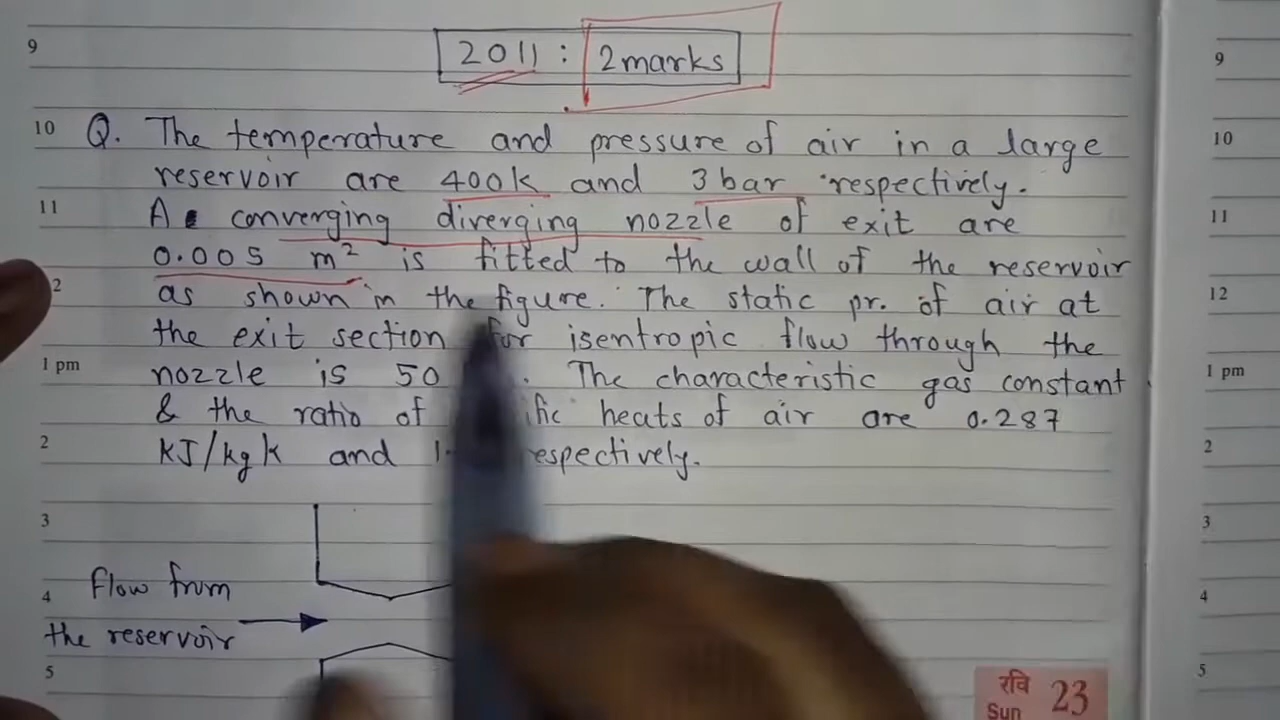 2011 : 2 marks
Q. The temperature and pressure of air in a large
reservoir are 400k and 3 bar respectively.
A converging diverging nozzle of exit are
0.005 m² is fitted to the wall of the reservoir
as shown in the figure. The static pr. of air at
the exit section for isentropic flow through the
nozzle is 50 . The characteristic gas constant
& the ratio of heats of air are 0.287
KJ/kg k and respectively.
Flow from
the reservoir
9
10
11
12
1 pm
2
3
4
5
9
10
11
12
1 pm
2
3
4
5
रवि
Sun 23